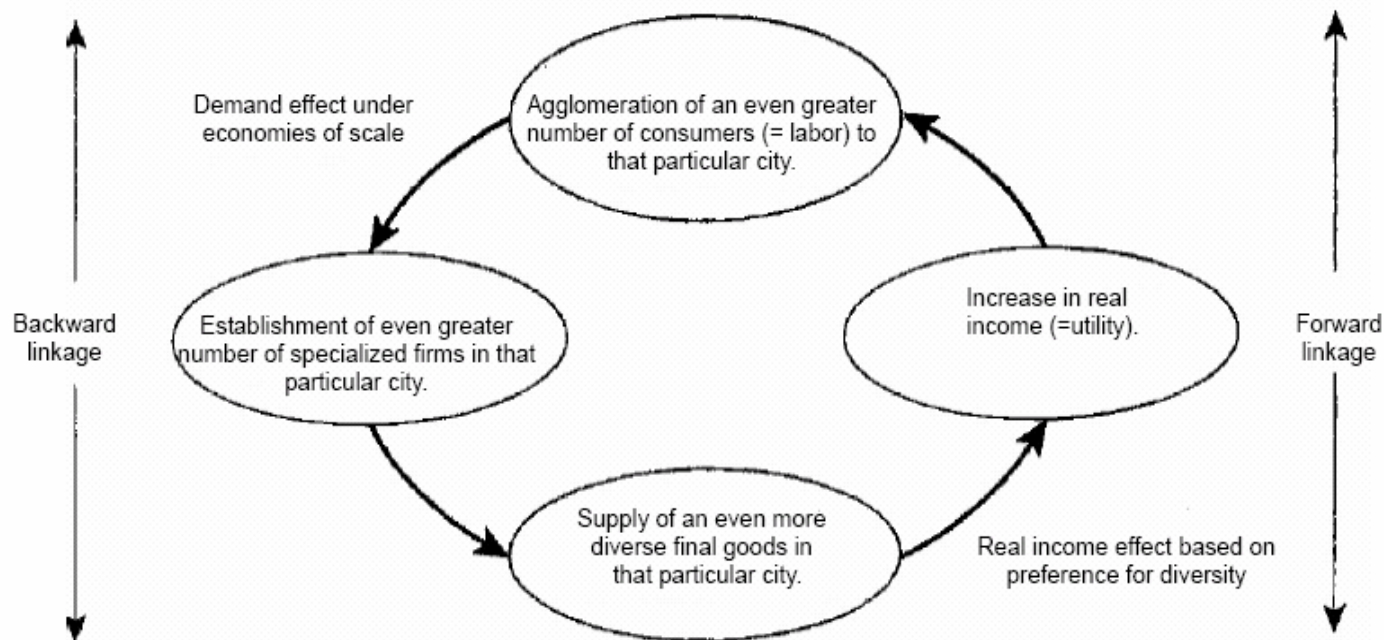 Demand effect under
economies of scale
Agglomeration of an even greater
number of consumers (= labor) to
that particular city.
Backward
linkage
Establishment of even greater
number of specialized firms in that
particular city.
Increase in real
income (=utility).
Forward
linkage
Supply of an even more
diverse final goods in
that particular city.
Real income effect based on
preference for diversity